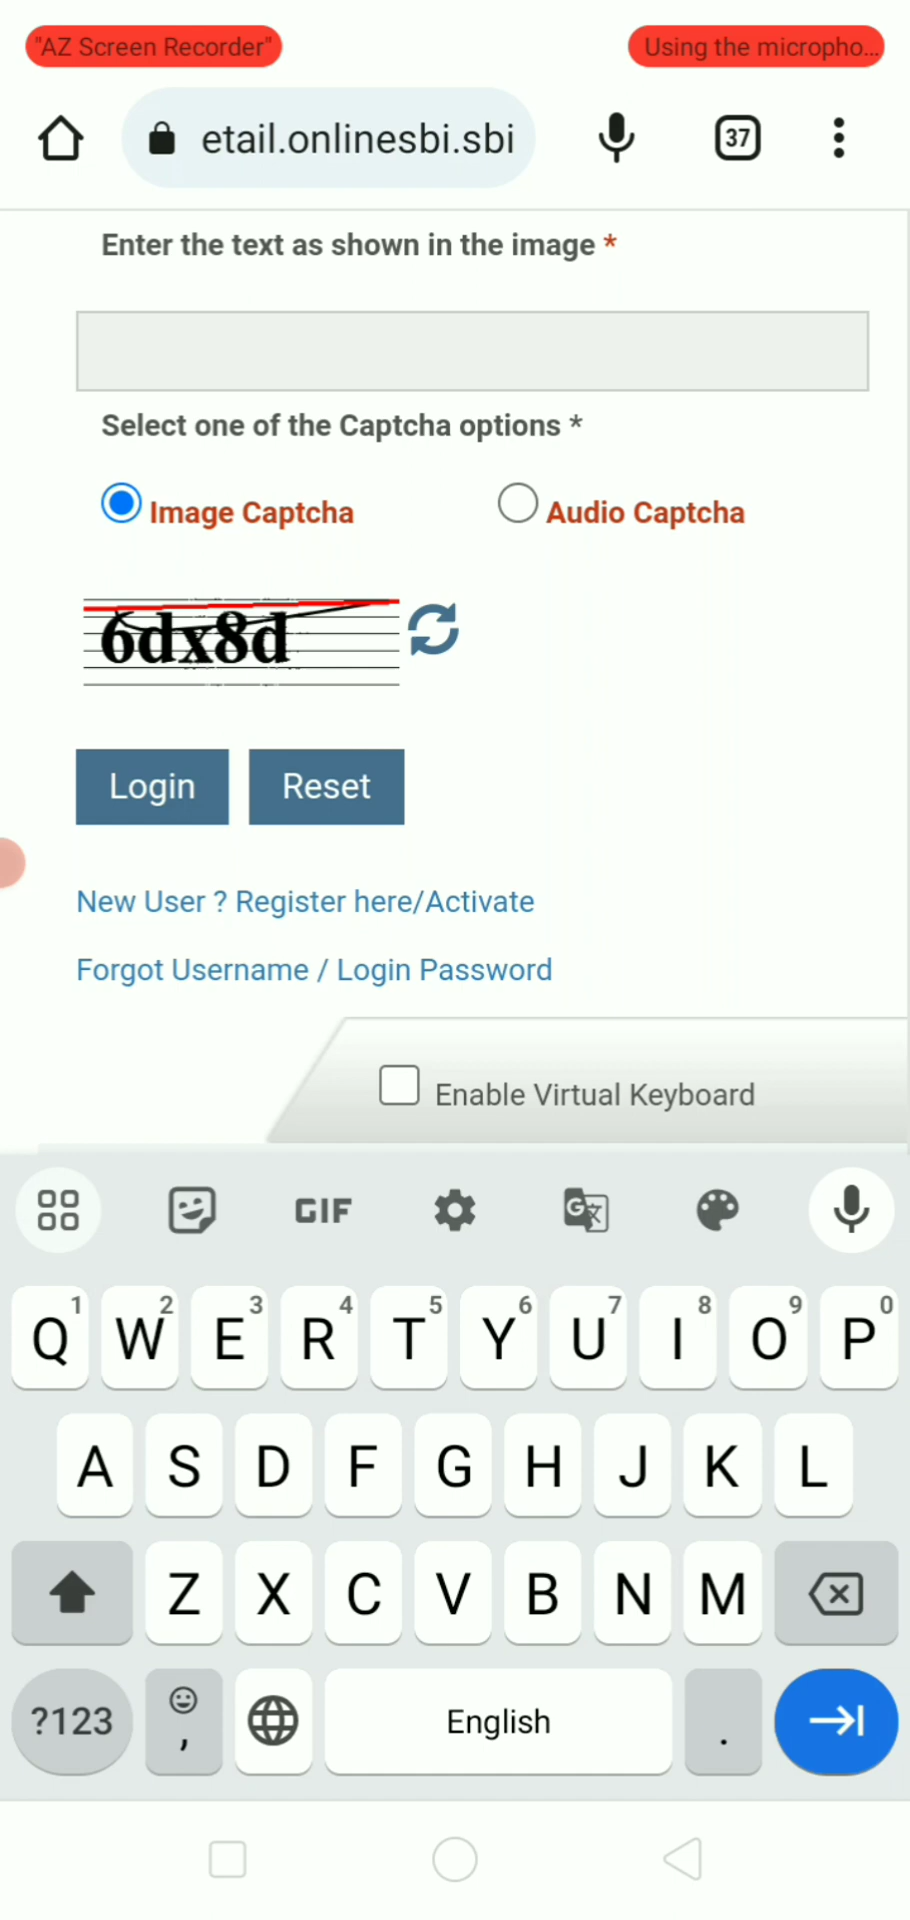 "AZ Screen Recorder" Using the micropho...
etail.onlinesbi.sbi 37
Enter the text as shown in the image *
Select one of the Captcha options *
Image Captcha Audio Captcha
6dx8d
Login Reset
New User ? Register here/Activate
Forgot Username / Login Password
Enable Virtual Keyboard
GIF G文
1 2 3 4 5 6 7 8 9 0
Q W E R T Y U I O P
A S D F G H J K L
Z X C V B N M
?123 , English .